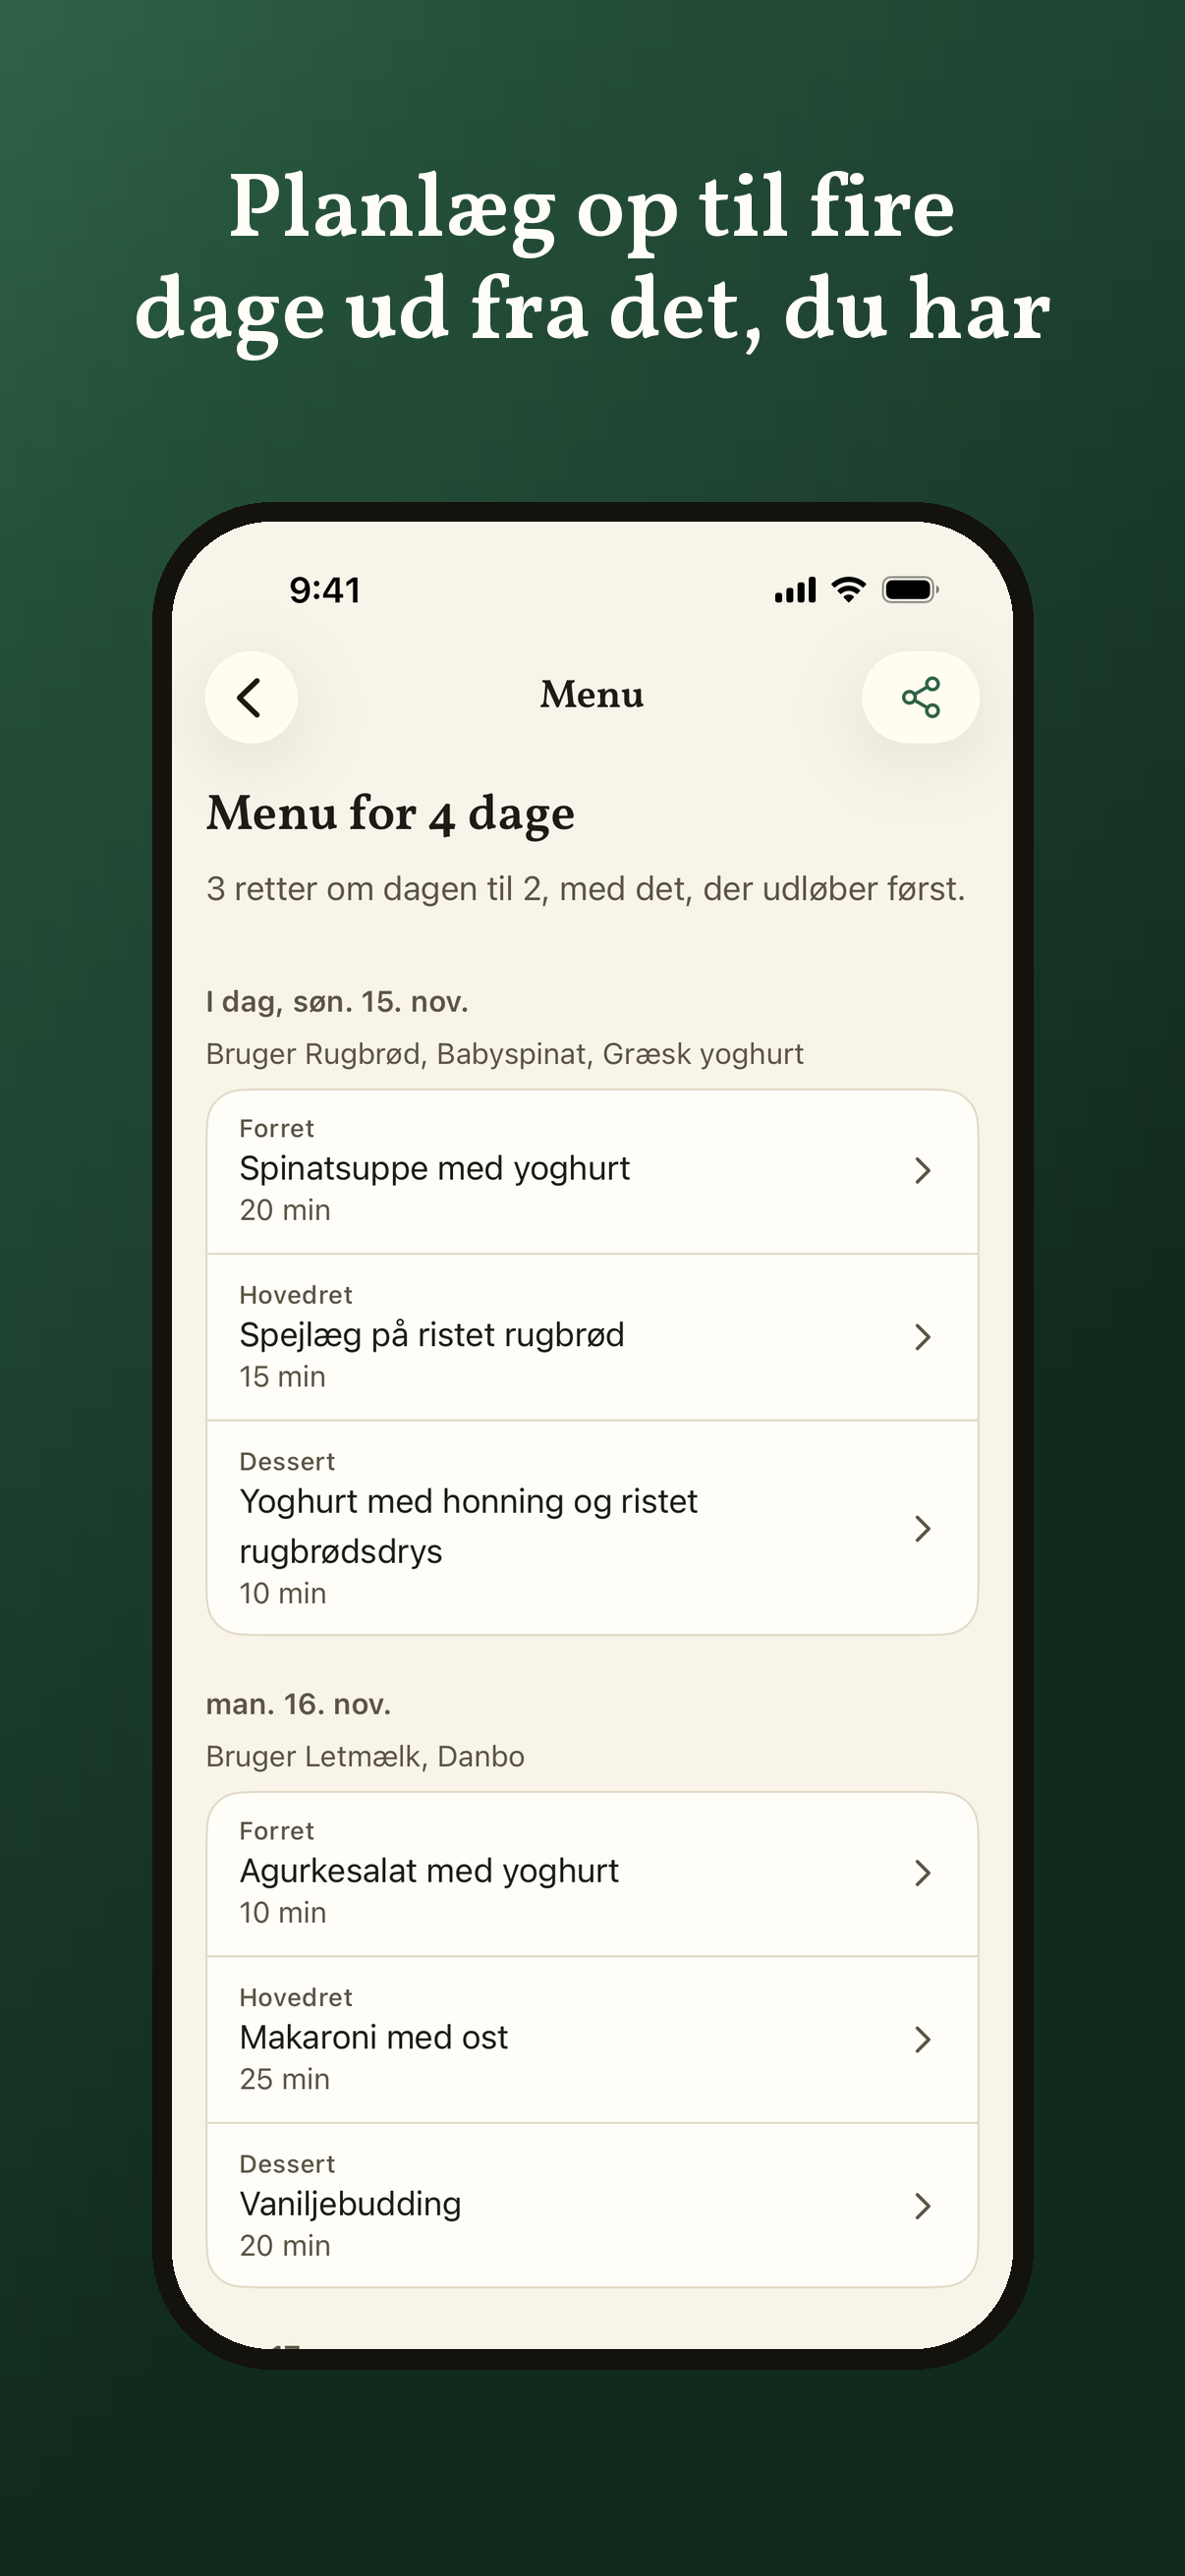 Planlæg op til fire
dage ud fra det, du har
9:41
Menu
Menu for 4 dage
3 retter om dagen til 2, med det, der udløber først.
I dag, søn. 15. nov.
Bruger Rugbrød, Babyspinat, Græsk yoghurt
Forret
Spinatsuppe med yoghurt
20 min
Hovedret
Spejlæg på ristet rugbrød
15 min
Dessert
Yoghurt med honning og ristet
rugbrødsdrys
10 min
man. 16. nov.
Bruger Letmælk, Danbo
Forret
Agurkesalat med yoghurt
10 min
Hovedret
Makaroni med ost
25 min
Dessert
Vaniljebudding
20 min